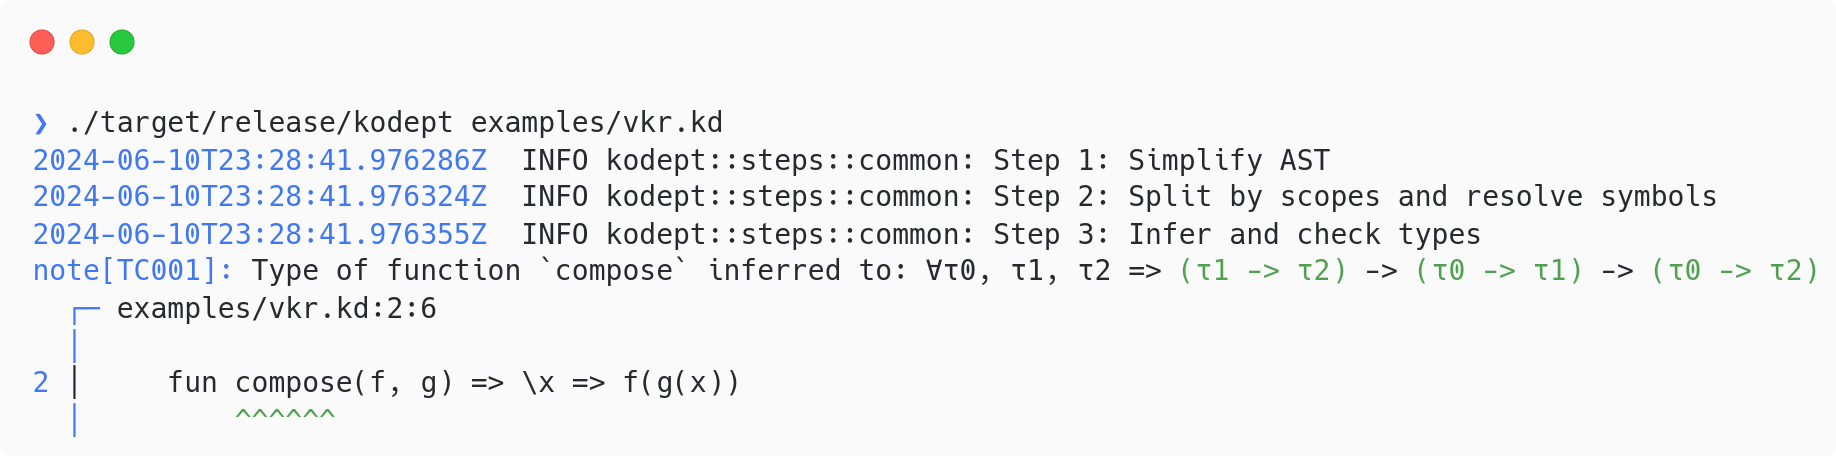 ❯ ./target/release/kodept examples/vkr.kd
2024-06-10T23:28:41.976286Z  INFO kodept::steps::common: Step 1: Simplify AST
2024-06-10T23:28:41.976324Z  INFO kodept::steps::common: Step 2: Split by scopes and resolve symbols
2024-06-10T23:28:41.976355Z  INFO kodept::steps::common: Step 3: Infer and check types
note[TC001]: Type of function `compose` inferred to: ∀τ0, τ1, τ2 => (τ1 -> τ2) -> (τ0 -> τ1) -> (τ0 -> τ2)
  ┌─ examples/vkr.kd:2:6
  │
2 │     fun compose(f, g) => \x => f(g(x))
  │         ^^^^^^